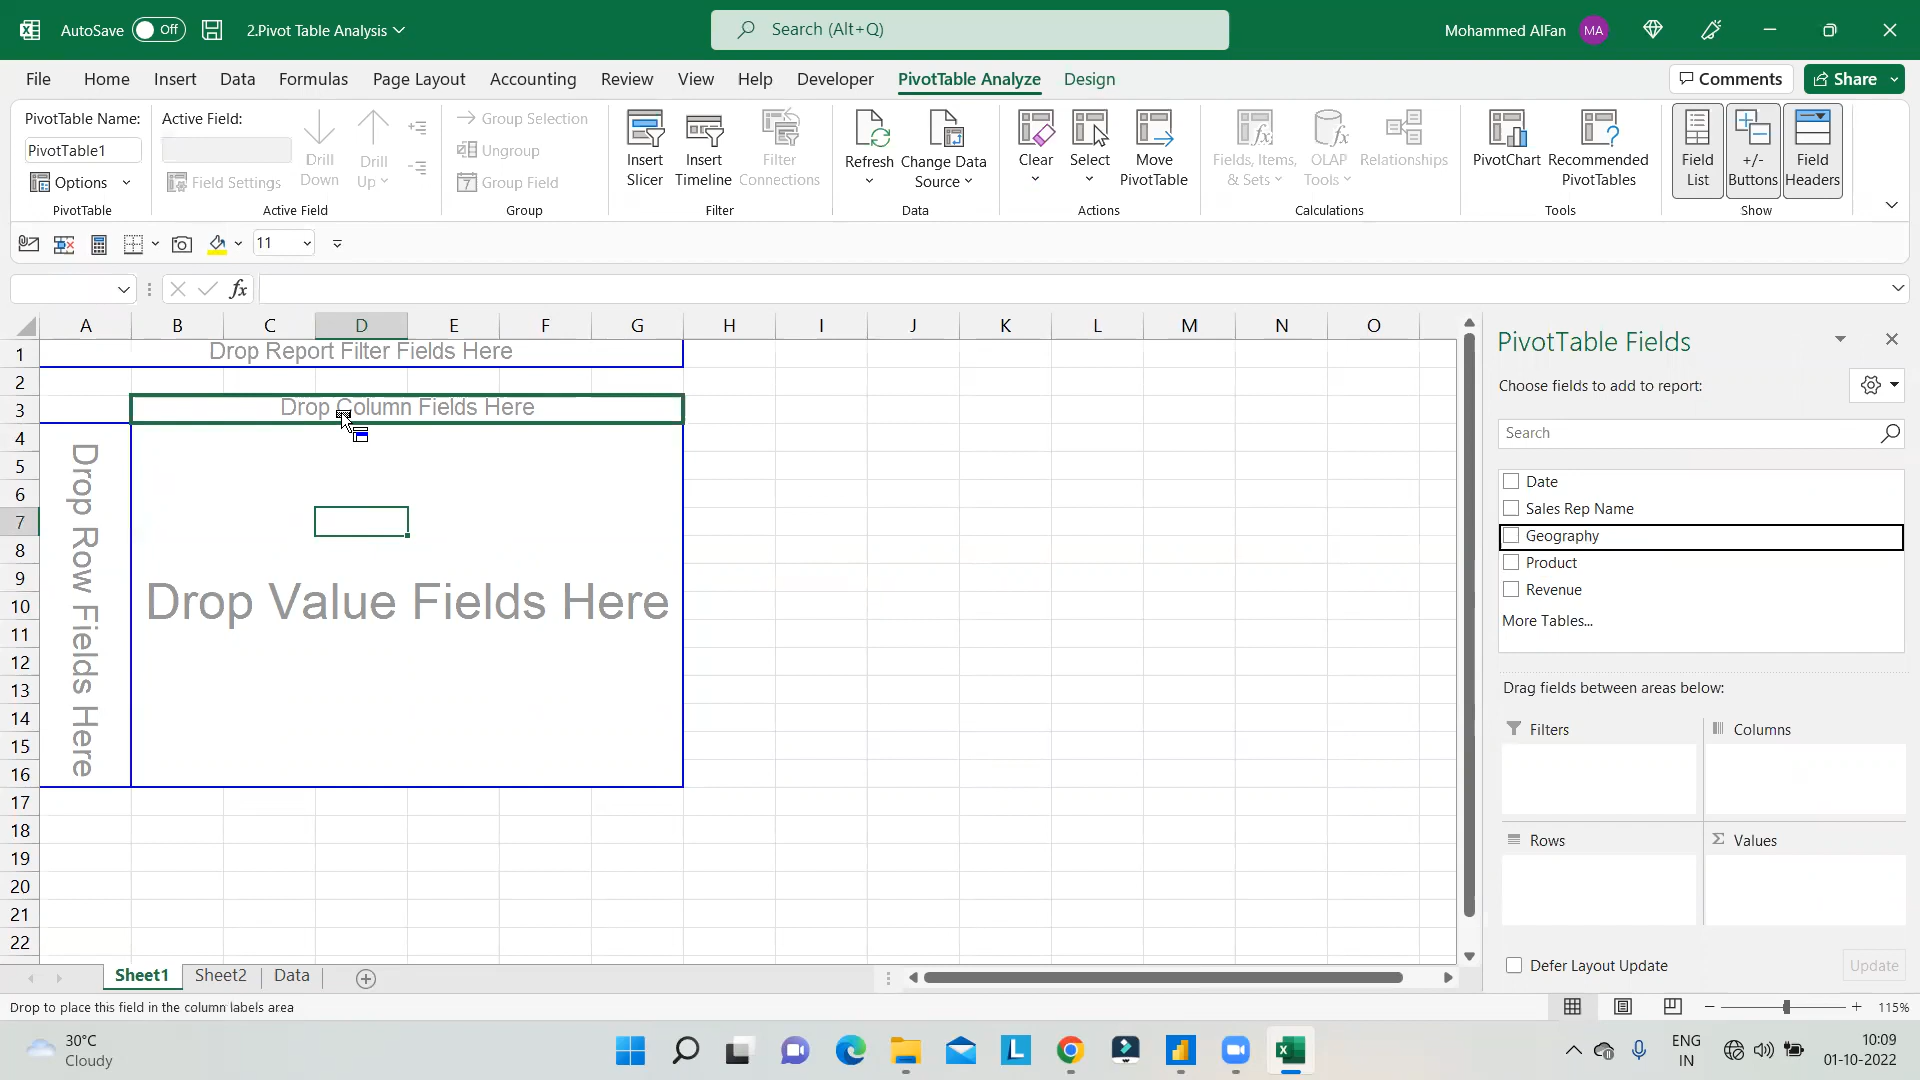 AutoSave Off 2.Pivot Table Analysis Search (Alt+Q) Mohammed AlFan MA
File Home Insert Data Formulas Page Layout Accounting Review View Help Developer PivotTable Analyze Design Comments Share
PivotTable Name:
PivotTable1
Options
PivotTable
Active Field:
Field Settings
Drill Down
Drill Up
Active Field
Group Selection
Ungroup
Group Field
Group
Insert Slicer
Insert Timeline
Filter Connections
Filter
Refresh
Change Data Source
Data
Clear
Select
Move PivotTable
Actions
Fields, Items, & Sets
OLAP Tools
Relationships
Calculations
PivotChart
Recommended PivotTables
Tools
Field List
+/- Buttons
Field Headers
Show
11
fx
A B C D E F G H I J K L M N O
1
2
3
4
5
6
7
8
9
10
11
12
13
14
15
16
17
18
19
20
21
22
Drop Report Filter Fields Here
Drop Column Fields Here
Drop Row Fields Here
Drop Value Fields Here
PivotTable Fields
Choose fields to add to report:
Search
Date
Sales Rep Name
Geography
Product
Revenue
More Tables...
Drag fields between areas below:
Filters
Columns
Rows
Σ Values
Defer Layout Update
Update
Sheet1 Sheet2 Data
Drop to place this field in the column labels area
115%
30°C
Cloudy
ENG
IN
10:09
01-10-2022